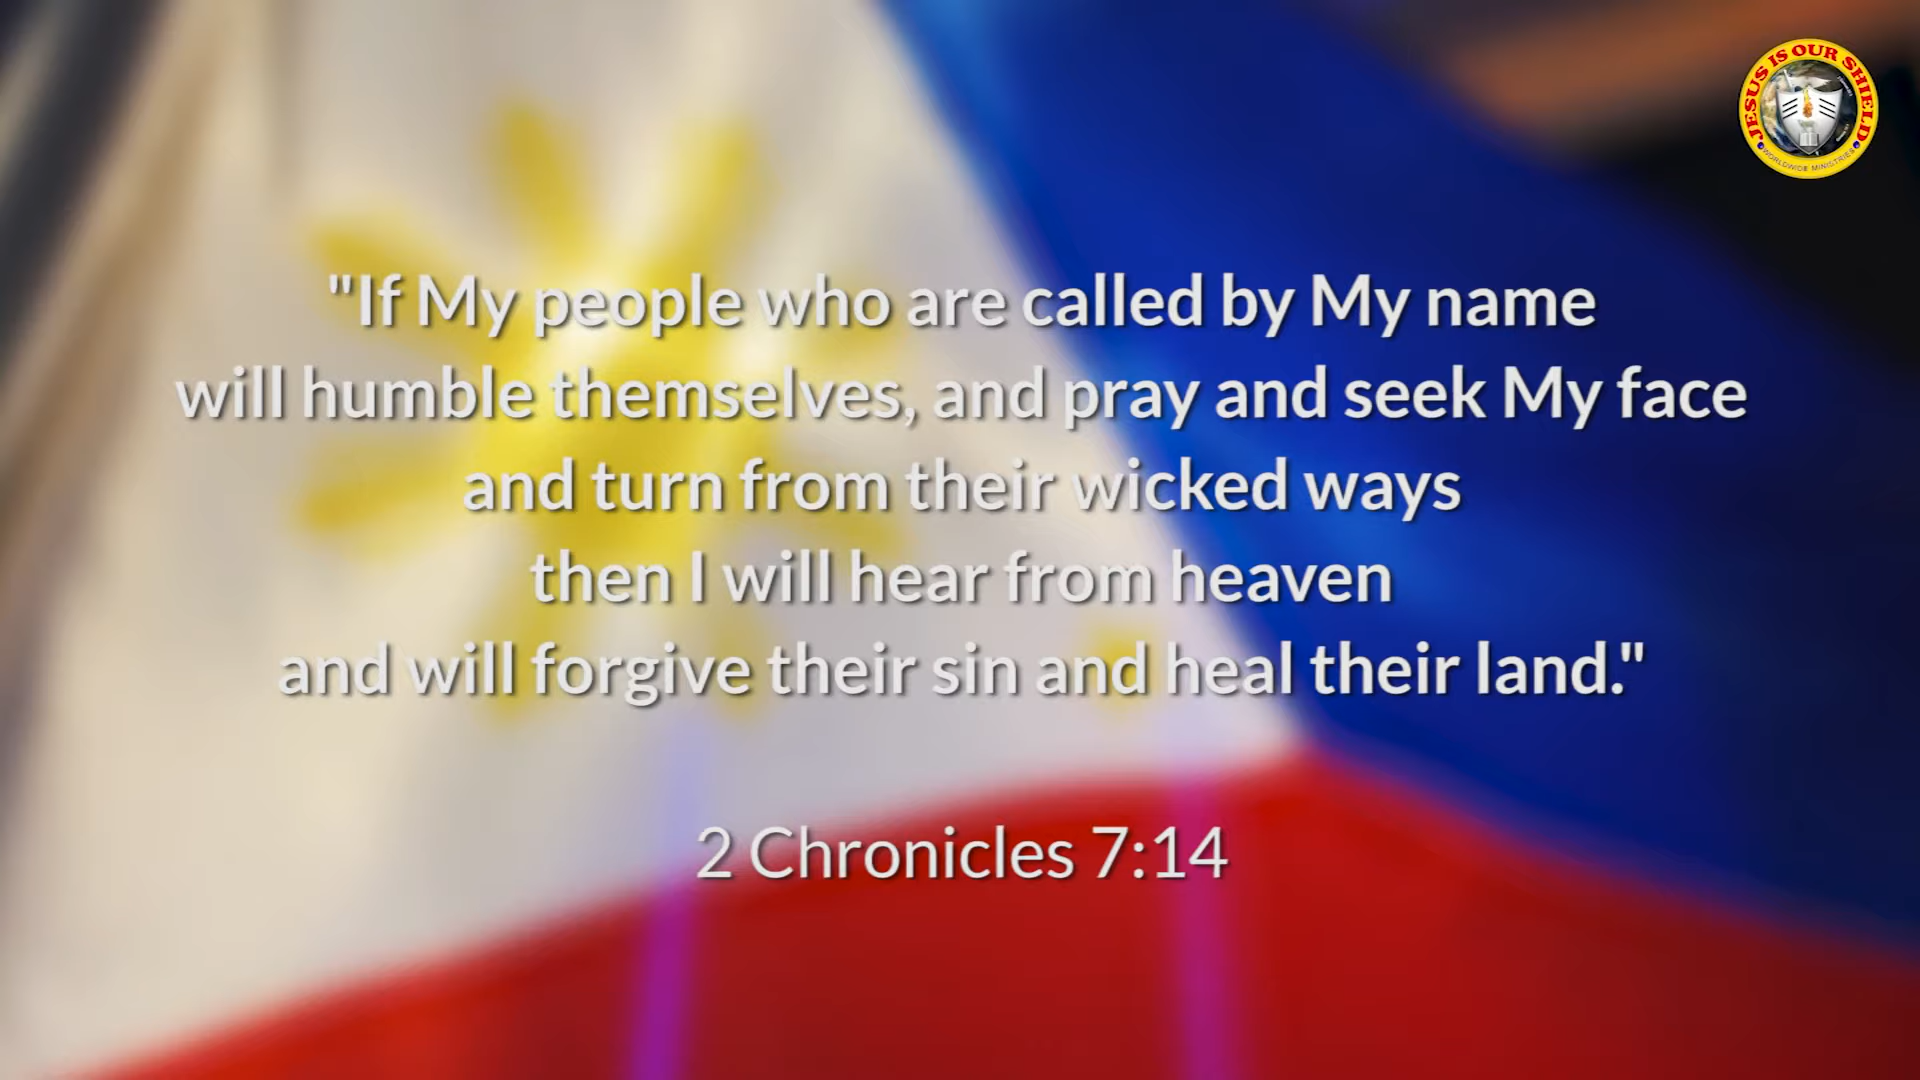 JESUS IS OUR SHIELD
WORLDWIDE MINISTRIES
"If My people who are called by My name
will humble themselves, and pray and seek My face
and turn from their wicked ways
then I will hear from heaven
and will forgive their sin and heal their land."
2 Chronicles 7:14